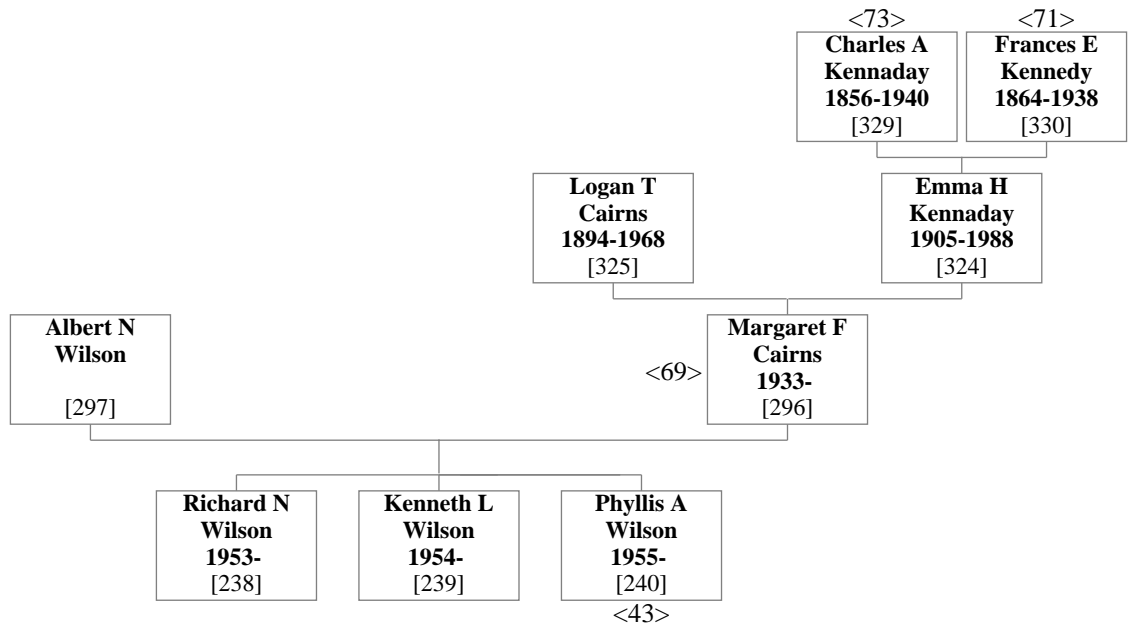 <73>
Charles A
Kennaday
1856-1940
[329]
<71>
Frances E
Kennedy
1864-1938
[330]
Logan T
Cairns
1894-1968
[325]
Emma H
Kennaday
1905-1988
[324]
Albert N
Wilson
[297]
<69>
Margaret F
Cairns
1933-
[296]
Richard N
Wilson
1953-
[238]
Kenneth L
Wilson
1954-
[239]
Phyllis A
Wilson
1955-
[240]
<43>